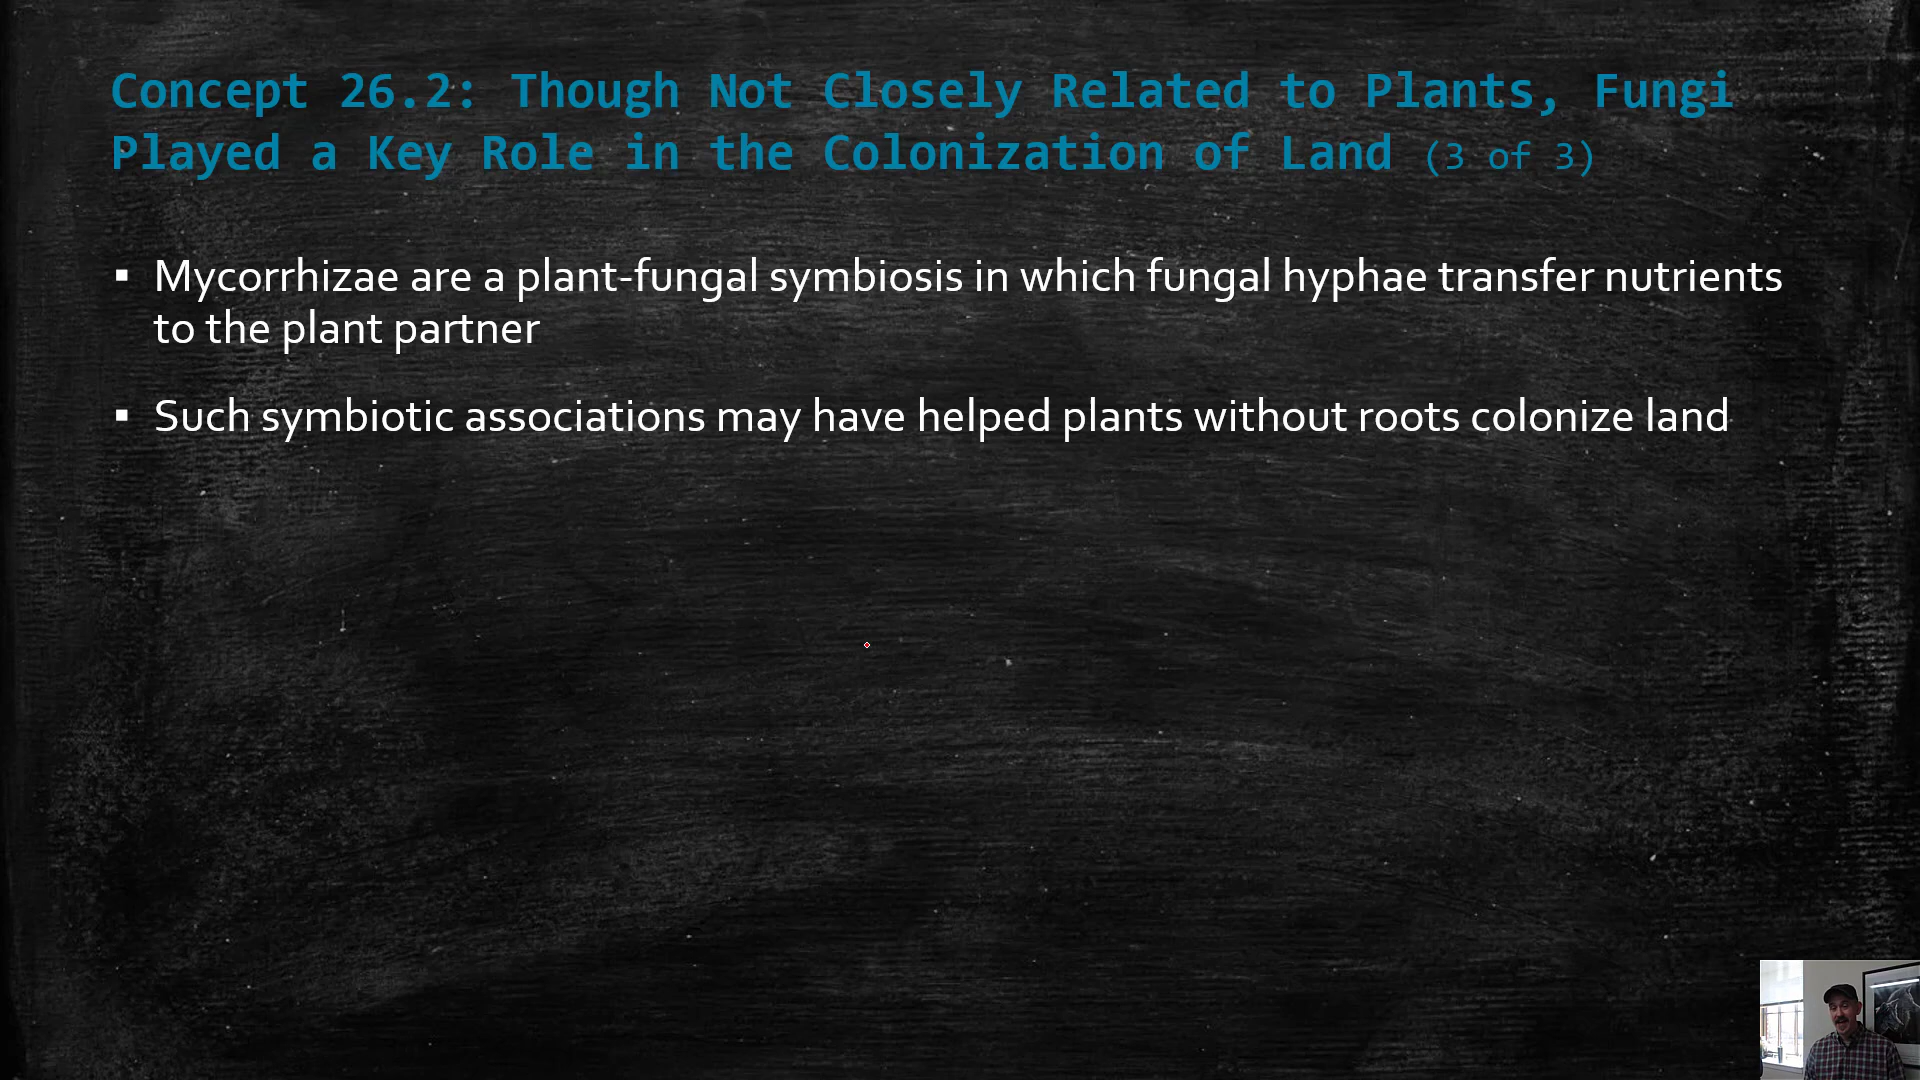 Concept 26.2: Though Not Closely Related to Plants, Fungi
Played a Key Role in the Colonization of Land (3 of 3)
▪ Mycorrhizae are a plant-fungal symbiosis in which fungal hyphae transfer nutrients
to the plant partner
▪ Such symbiotic associations may have helped plants without roots colonize land